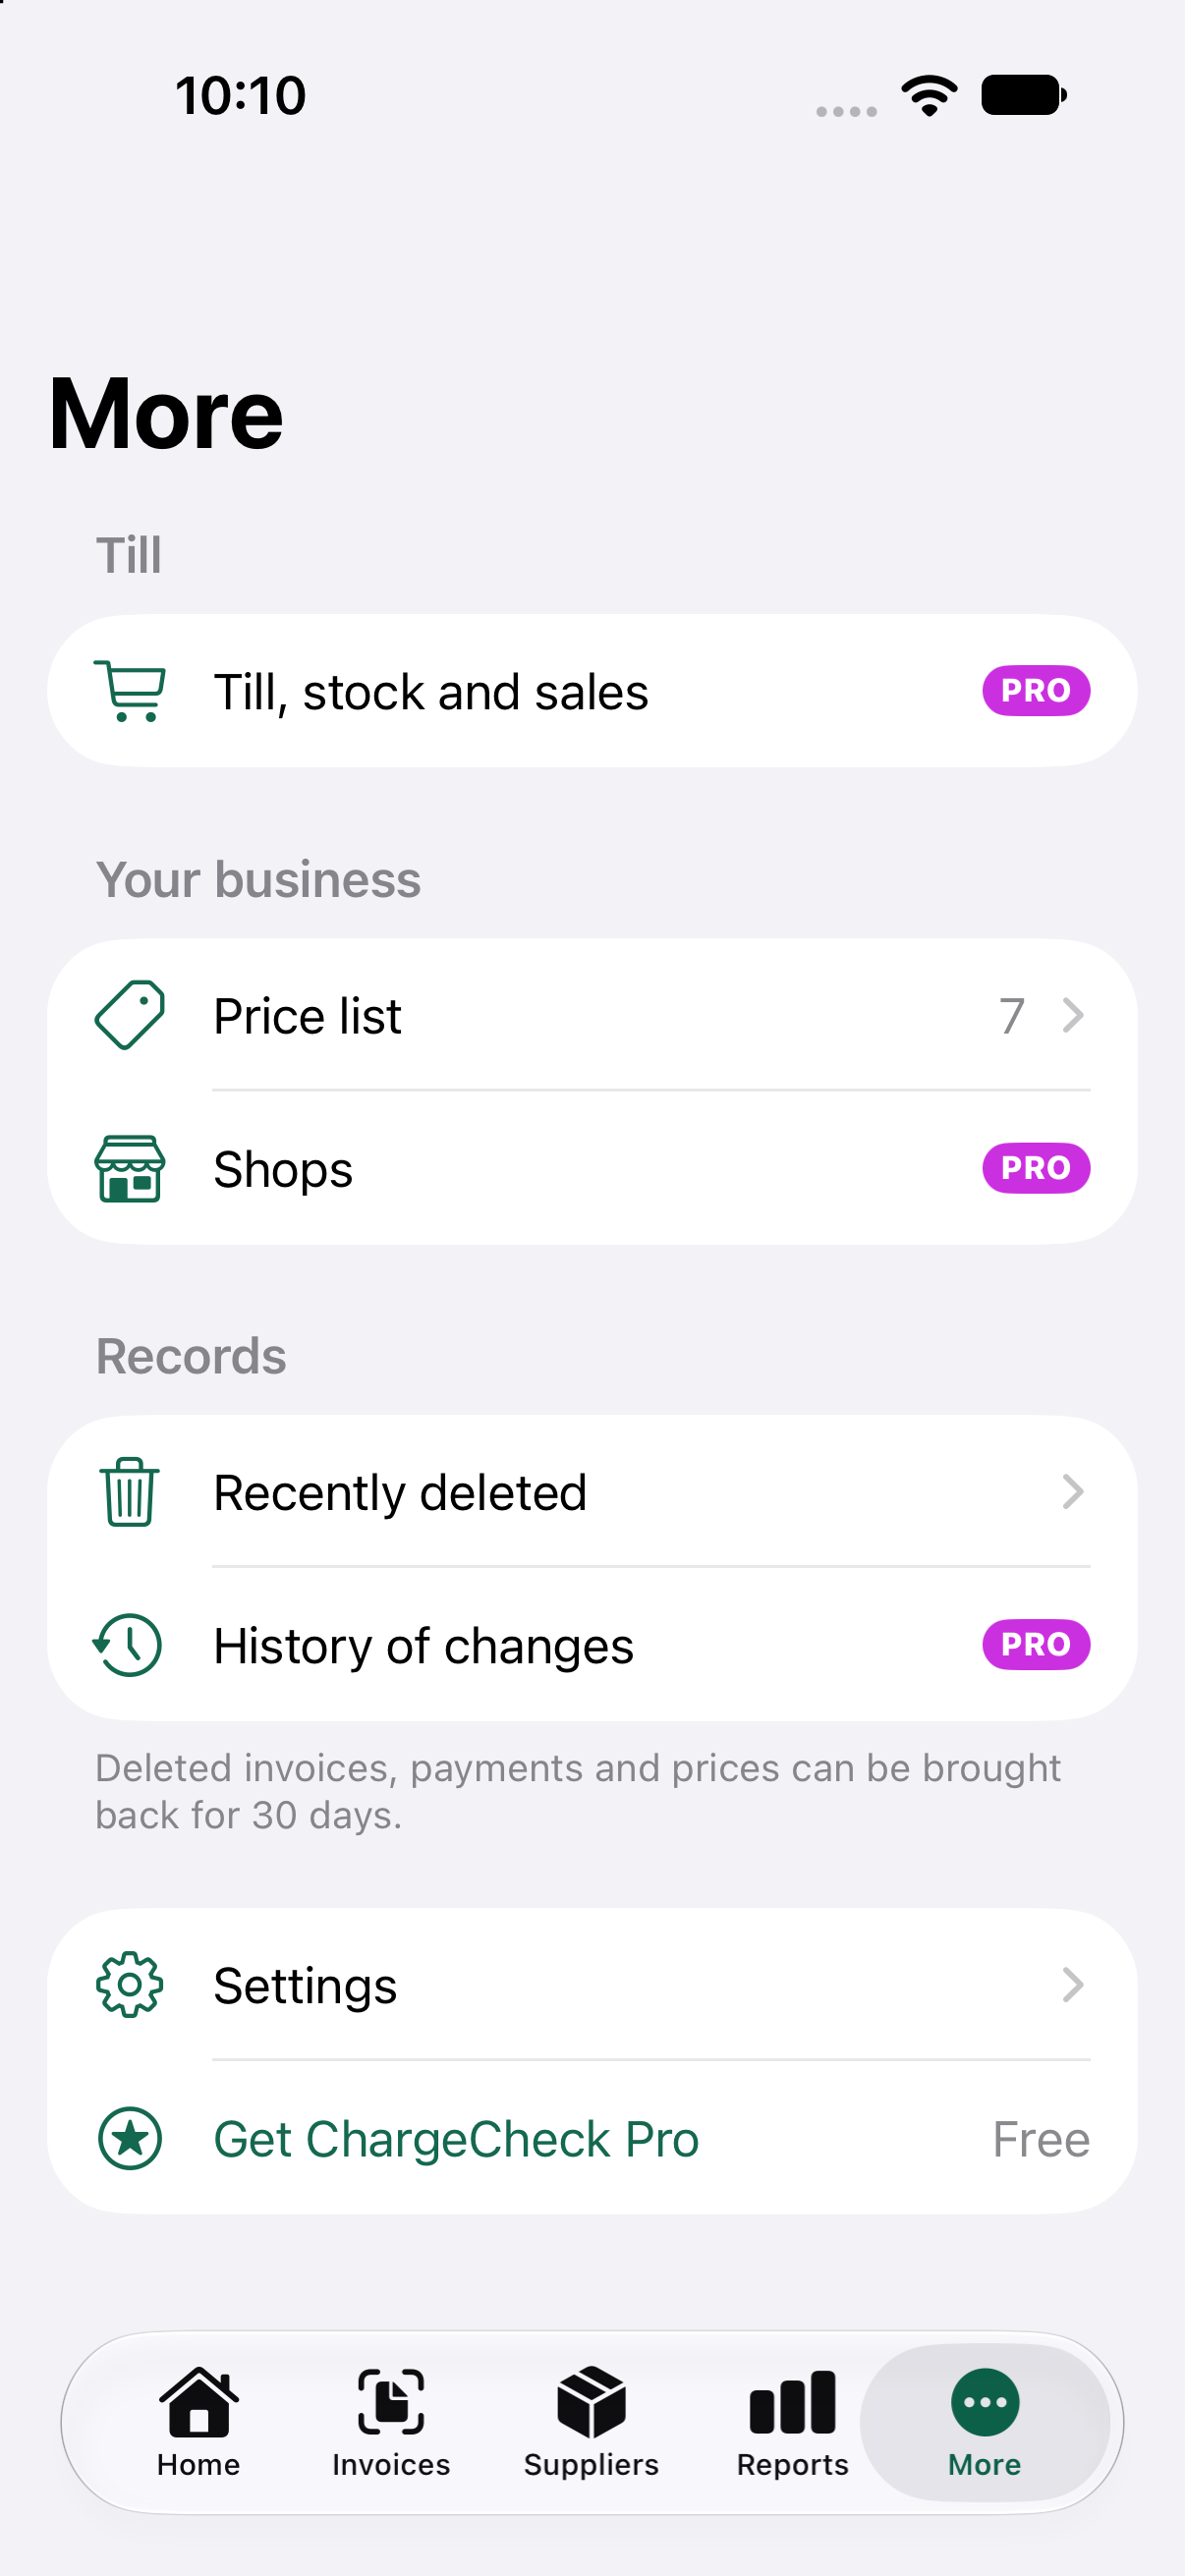 10:10
More
Till
Till, stock and sales PRO
Your business
Price list 7
Shops PRO
Records
Recently deleted
History of changes PRO
Deleted invoices, payments and prices can be brought
back for 30 days.
Settings
Get ChargeCheck Pro Free
Home Invoices Suppliers Reports More